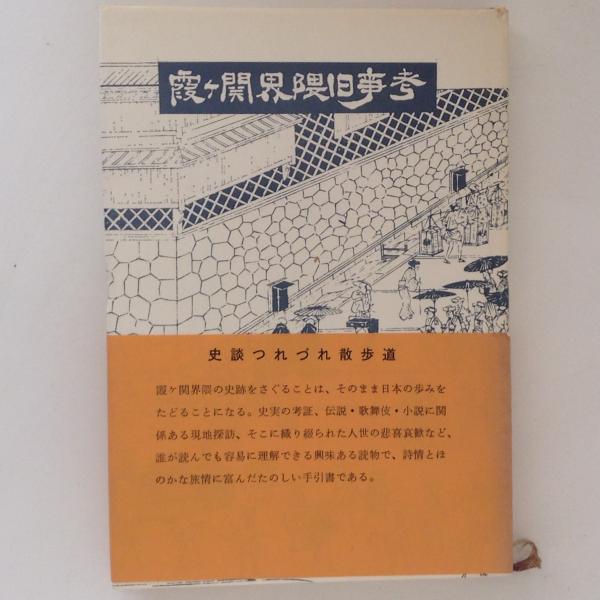 霞ヶ関界隈旧事考
史談つれづれ散歩道
霞ケ関界隈の史跡をさぐることは、そのまま日本の歩みを
たどることになる。史実の考証、伝説・歌舞伎・小説に関
係ある現地探訪、そこに織り綴られた人世の悲喜哀歓など、
誰が読んでも容易に理解できる興味ある読物で、詩情とほ
のかな旅情に富んだたのしい手引書である。